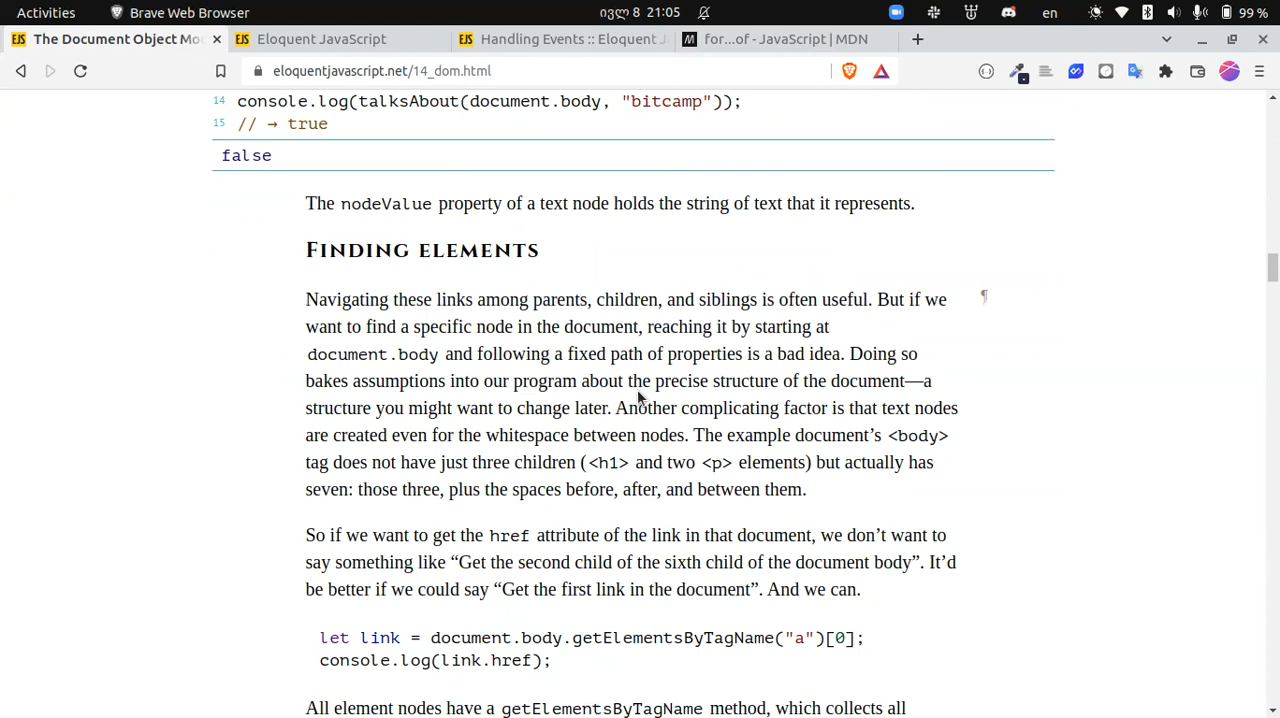 Activities
Brave Web Browser
ივლ 8 21:05
en
99 %
EJS The Document Object Mo
EJS Eloquent JavaScript
EJS Handling Events :: Eloquent J
for...of - JavaScript | MDN
eloquentjavascript.net/14_dom.html
14 console.log(talksAbout(document.body, "bitcamp"));
15 // → true
false
The nodeValue property of a text node holds the string of text that it represents.
FINDING ELEMENTS
Navigating these links among parents, children, and siblings is often useful. But if we ¶
want to find a specific node in the document, reaching it by starting at
document.body and following a fixed path of properties is a bad idea. Doing so
bakes assumptions into our program about the precise structure of the document—a
structure you might want to change later. Another complicating factor is that text nodes
are created even for the whitespace between nodes. The example document’s <body>
tag does not have just three children (<h1> and two <p> elements) but actually has
seven: those three, plus the spaces before, after, and between them.
So if we want to get the href attribute of the link in that document, we don’t want to
say something like “Get the second child of the sixth child of the document body”. It’d
be better if we could say “Get the first link in the document”. And we can.
let link = document.body.getElementsByTagName("a")[0];
console.log(link.href);
All element nodes have a getElementsByTagName method, which collects all